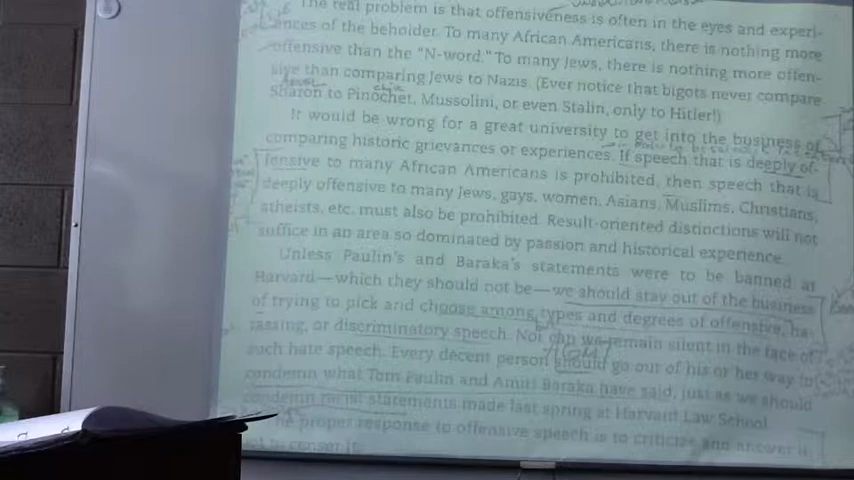 The real problem is that offensiveness is often in the eyes and experi-
ences of the beholder. To many African Americans, there is nothing more
offensive than the "N-word." To many Jews, there is nothing more offen-
sive than comparing Jews to Nazis. (Ever notice that bigots never compare
Sharon to Pinochet, Mussolini, or even Stalin, only to Hitler!)
It would be wrong for a great university to get into the business of
comparing historic grievances or experiences. If speech that is deeply of-
fensive to many African Americans is prohibited, then speech that is
deeply offensive to many Jews, gays, women, Asians, Muslims, Christians,
atheists, etc. must also be prohibited. Result-oriented distinctions will not
suffice in an area so dominated by passion and historical experience.
Unless Paulin's and Baraka's statements were to be banned at
Harvard—which they should not be—we should stay out of the business
of trying to pick and choose among types and degrees of offensive, ha-
rassing, or discriminatory speech. Nor can we remain silent in the face of
such hate speech. Every decent person should go out of his or her way to
condemn what Tom Paulin and Amiri Baraka have said, just as we should
condemn racial statements made last spring at Harvard Law School.
The proper response to offensive speech is to criticize and answer it,
not to censor it.